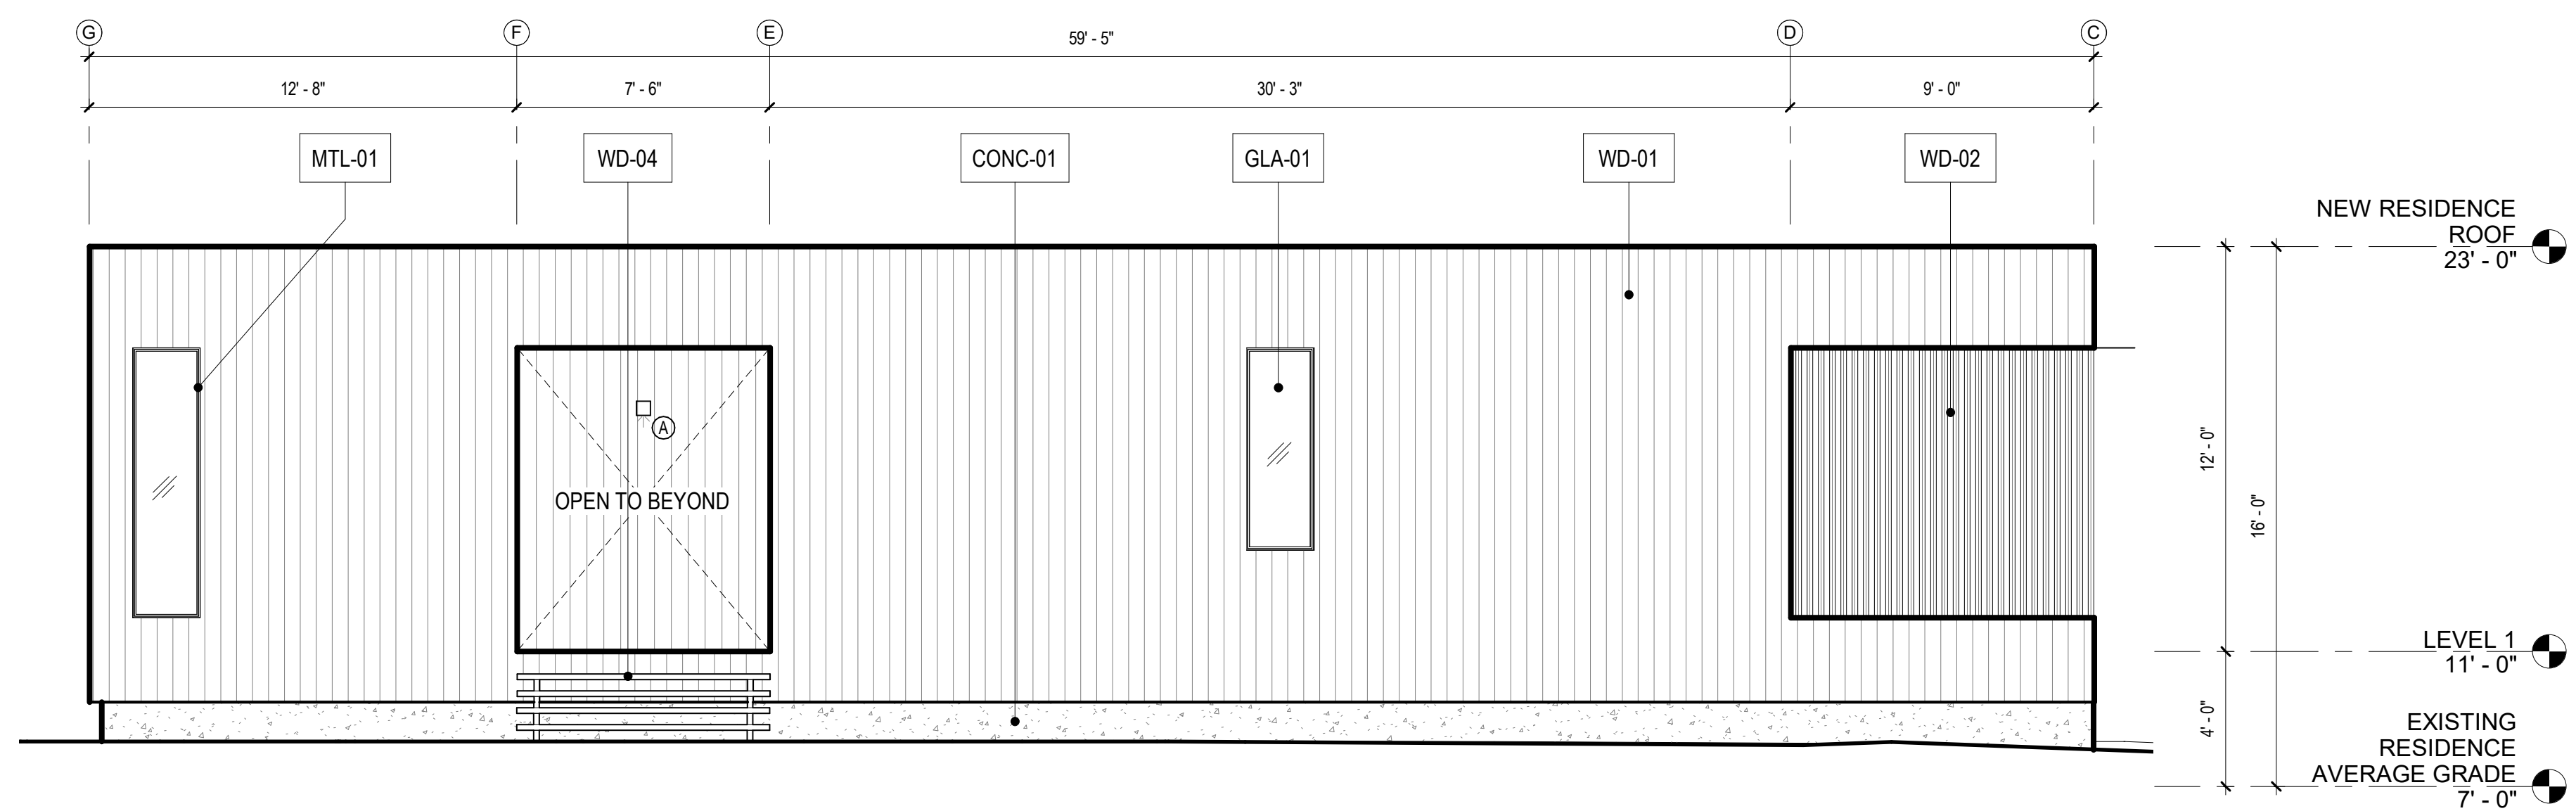 G
F
E
D
C
59' - 5"
12' - 8"
7' - 6"
30' - 3"
9' - 0"
MTL-01
WD-04
CONC-01
GLA-01
WD-01
WD-02
NEW RESIDENCE
ROOF
23' - 0"
A
OPEN TO BEYOND
12' - 0"
16' - 0"
LEVEL 1
11' - 0"
4' - 0"
EXISTING
RESIDENCE
AVERAGE GRADE
7' - 0"